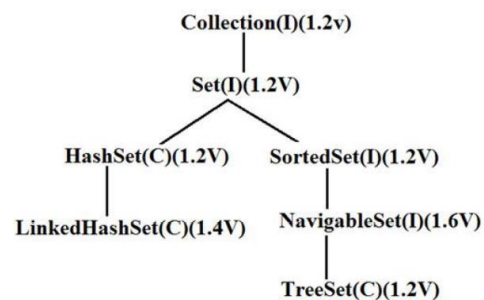 Collection(I)(1.2v)
Set(I)(1.2V)
HashSet(C)(1.2V)
SortedSet(I)(1.2V)
LinkedHashSet(C)(1.4V)
NavigableSet(I)(1.6V)
TreeSet(C)(1.2V)